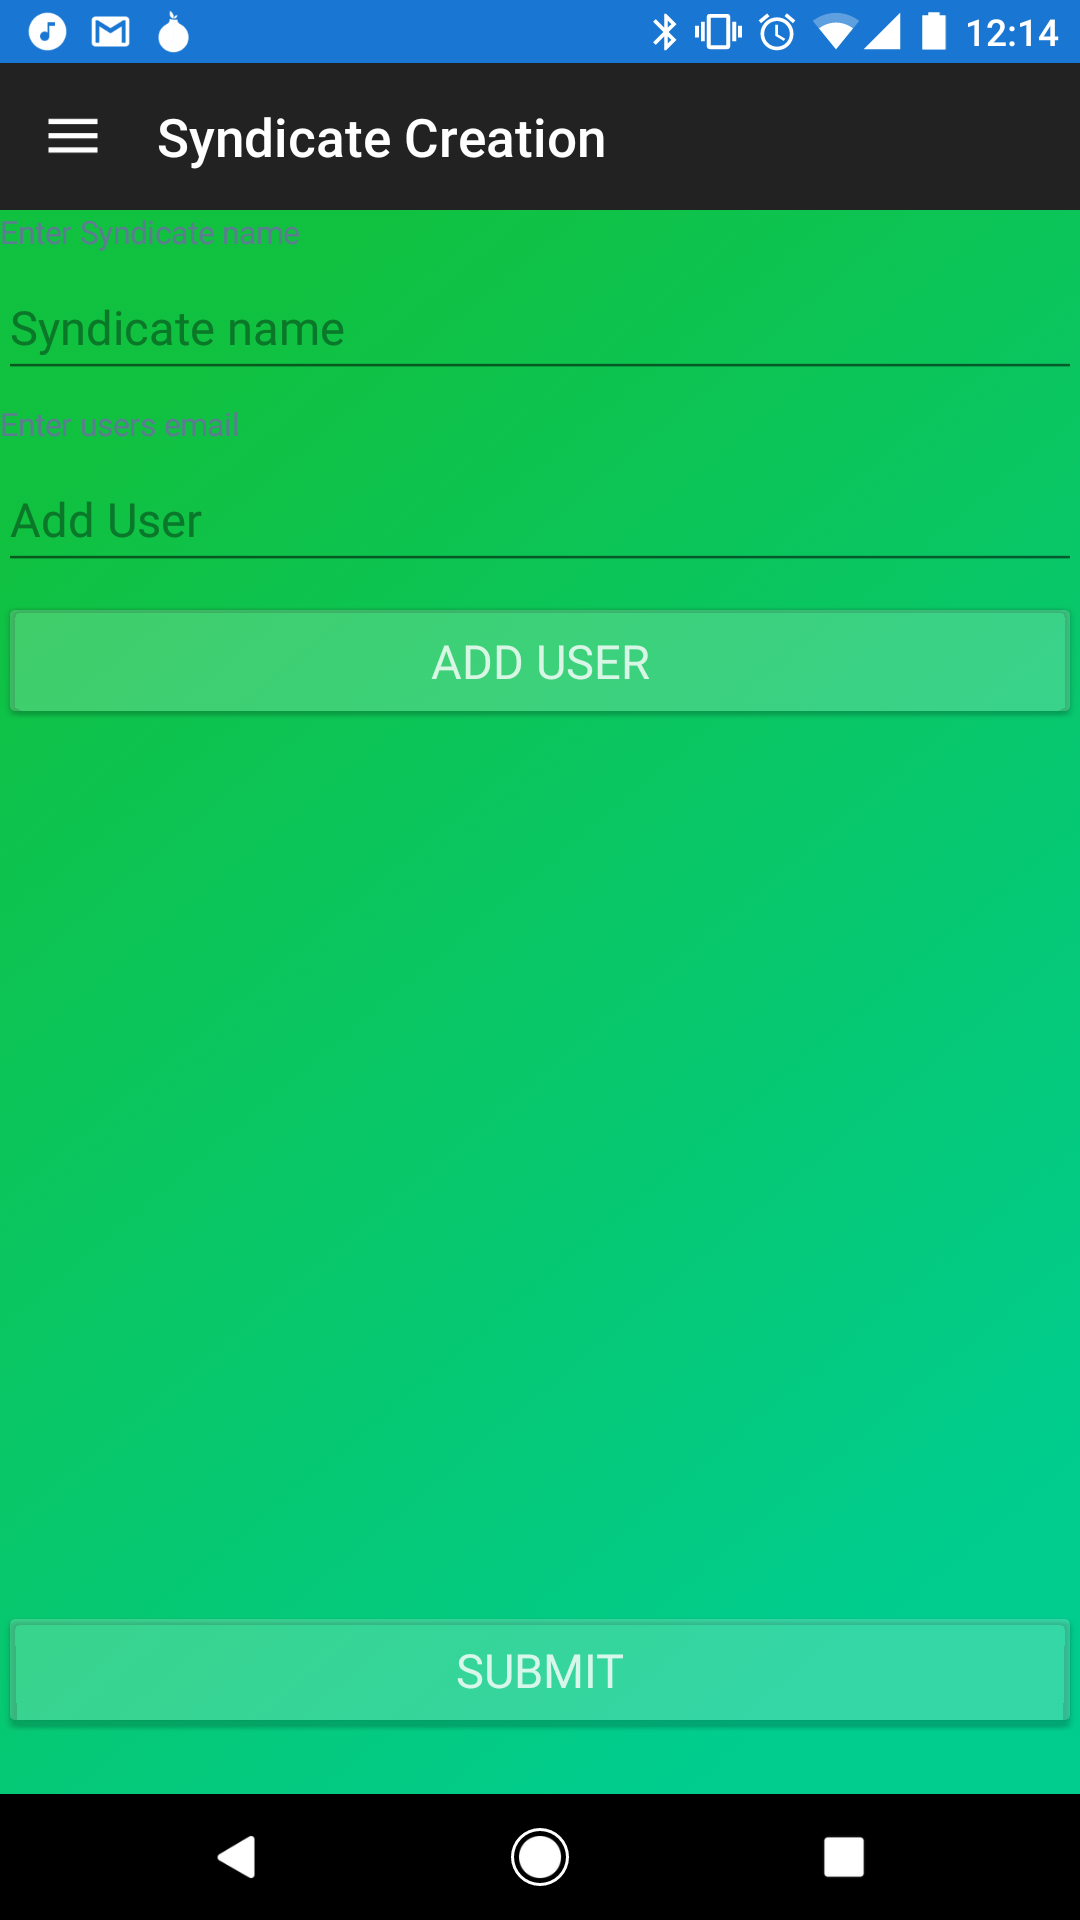 12:14
Syndicate Creation
Enter Syndicate name
Syndicate name
Enter users email
Add User
ADD USER
SUBMIT